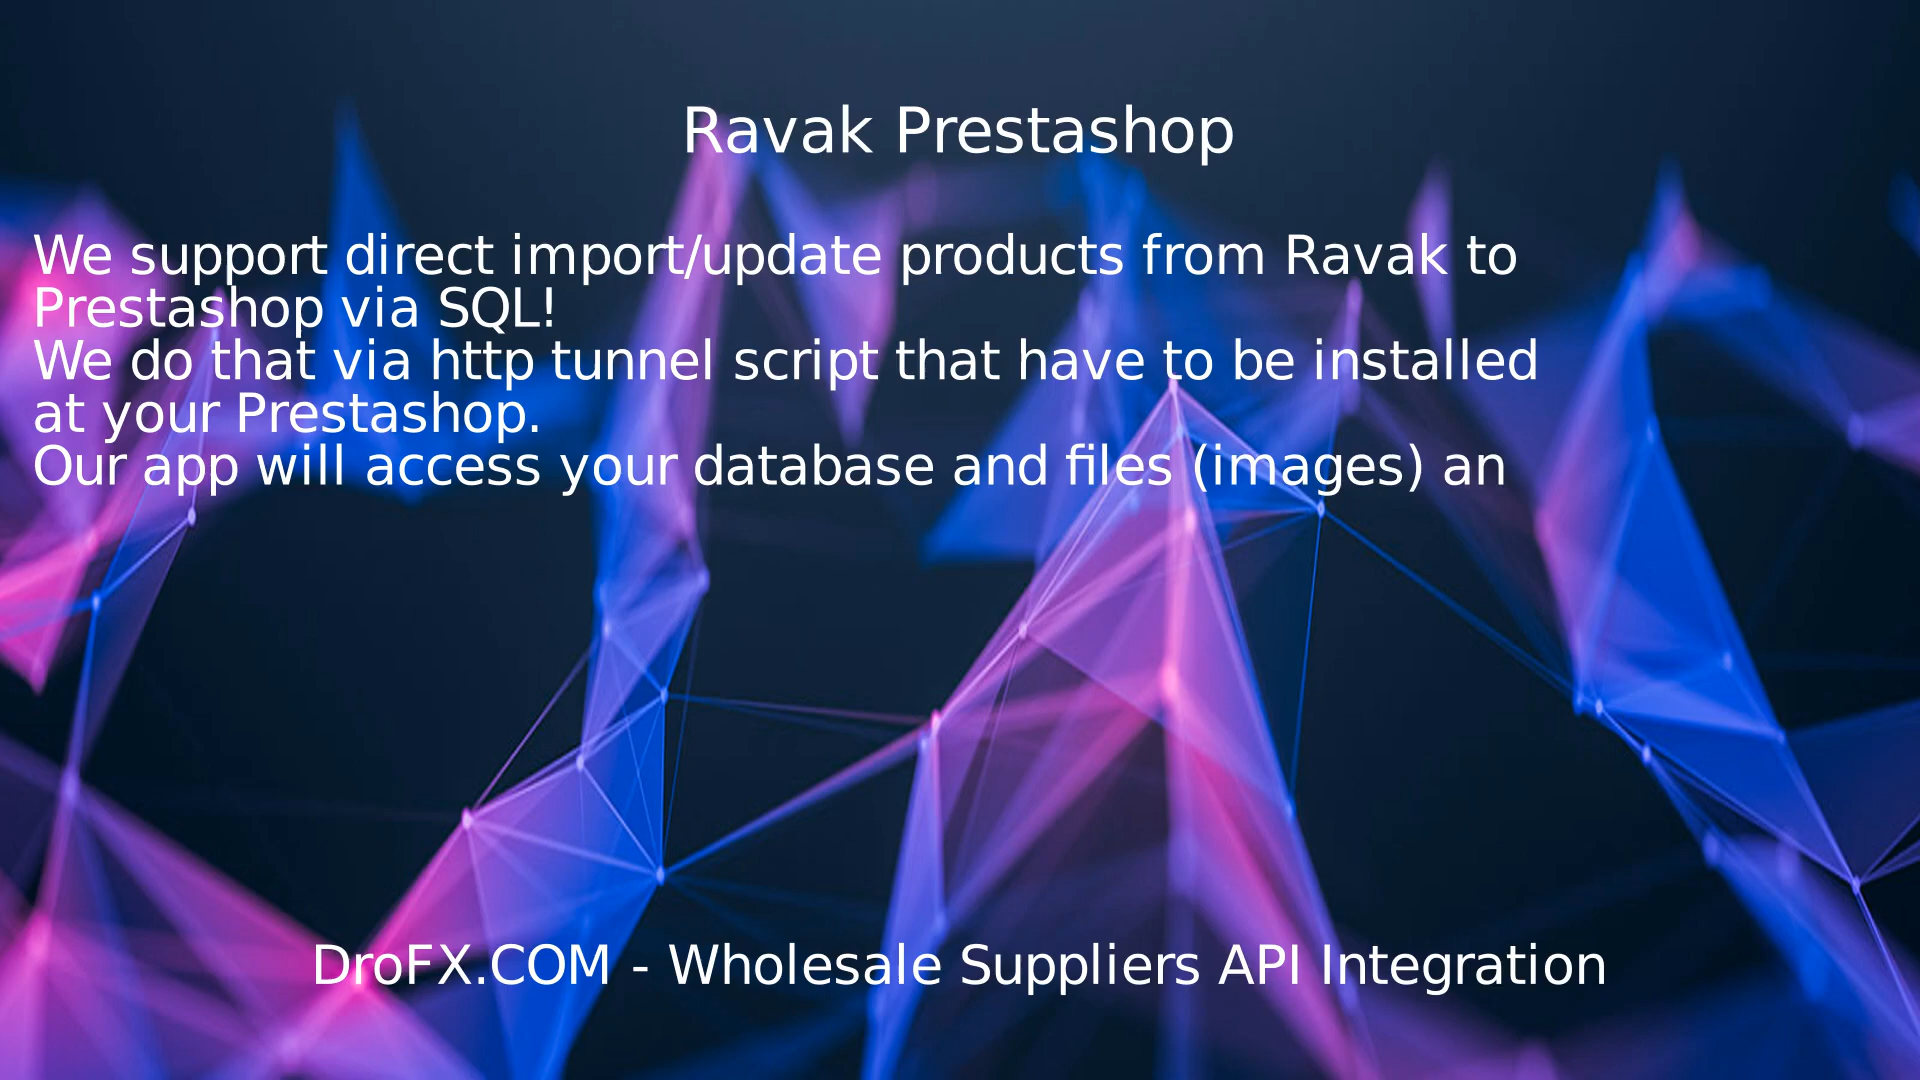 Ravak Prestashop
We support direct import/update products from Ravak to
Prestashop via SQL!
We do that via http tunnel script that have to be installed
at your Prestashop.
Our app will access your database and files (images) an
DroFX.COM - Wholesale Suppliers API Integration